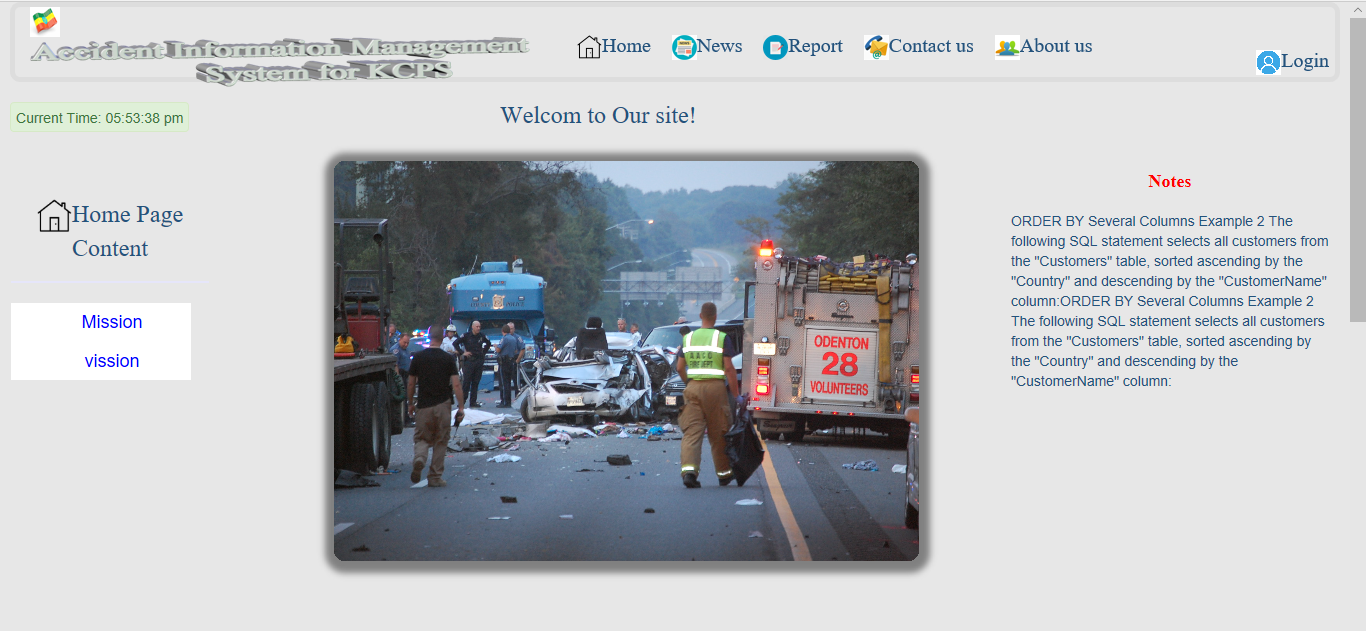 Accident Information Management
System for KCPS
Home
News
Report
Contact us
About us
Login
Current Time: 05:53:38 pm
Welcom to Our site!
Home Page
Content
Mission
vission
ODENTON
28
VOLUNTEERS
Notes
ORDER BY Several Columns Example 2 The
following SQL statement selects all customers from
the "Customers" table, sorted ascending by the
"Country" and descending by the "CustomerName"
column:ORDER BY Several Columns Example 2
The following SQL statement selects all customers
from the "Customers" table, sorted ascending by
the "Country" and descending by the
"CustomerName" column: